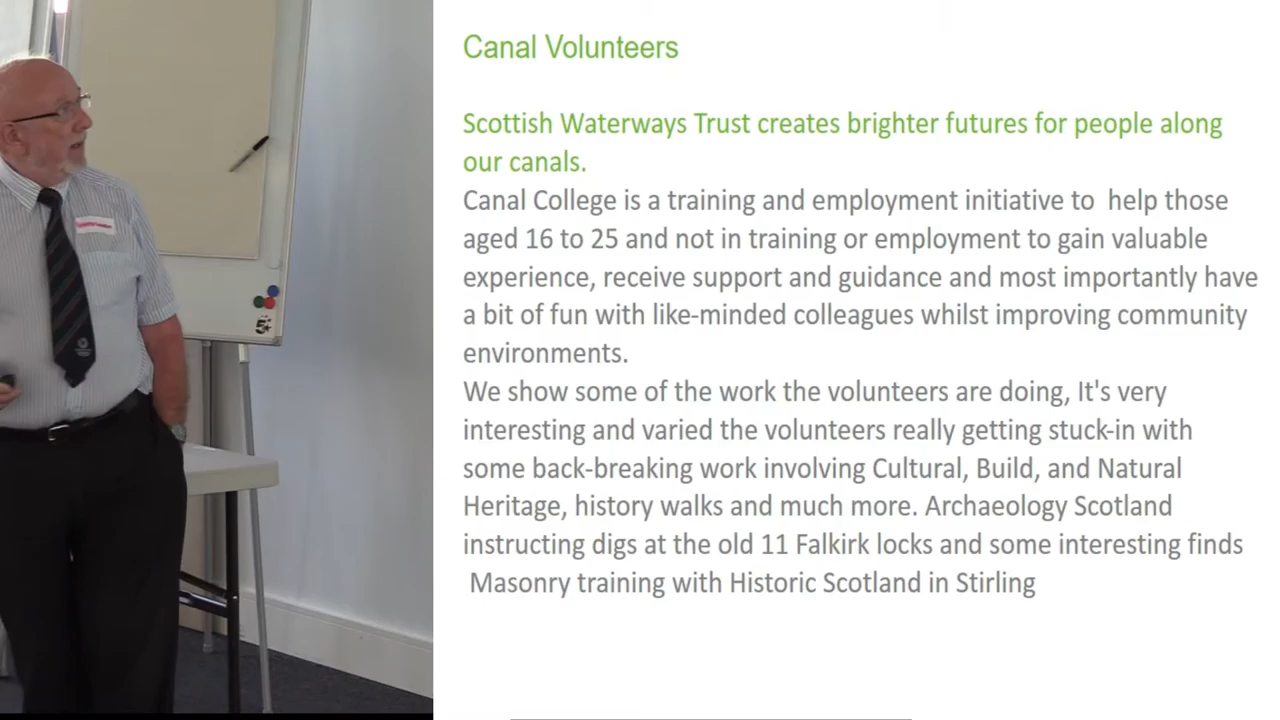 Canal Volunteers
Scottish Waterways Trust creates brighter futures for people along
our canals.
Canal College is a training and employment initiative to  help those
aged 16 to 25 and not in training or employment to gain valuable
experience, receive support and guidance and most importantly have
a bit of fun with like-minded colleagues whilst improving community
environments.
We show some of the work the volunteers are doing, It's very
interesting and varied the volunteers really getting stuck-in with
some back-breaking work involving Cultural, Build, and Natural
Heritage, history walks and much more. Archaeology Scotland
instructing digs at the old 11 Falkirk locks and some interesting finds
Masonry training with Historic Scotland in Stirling
5